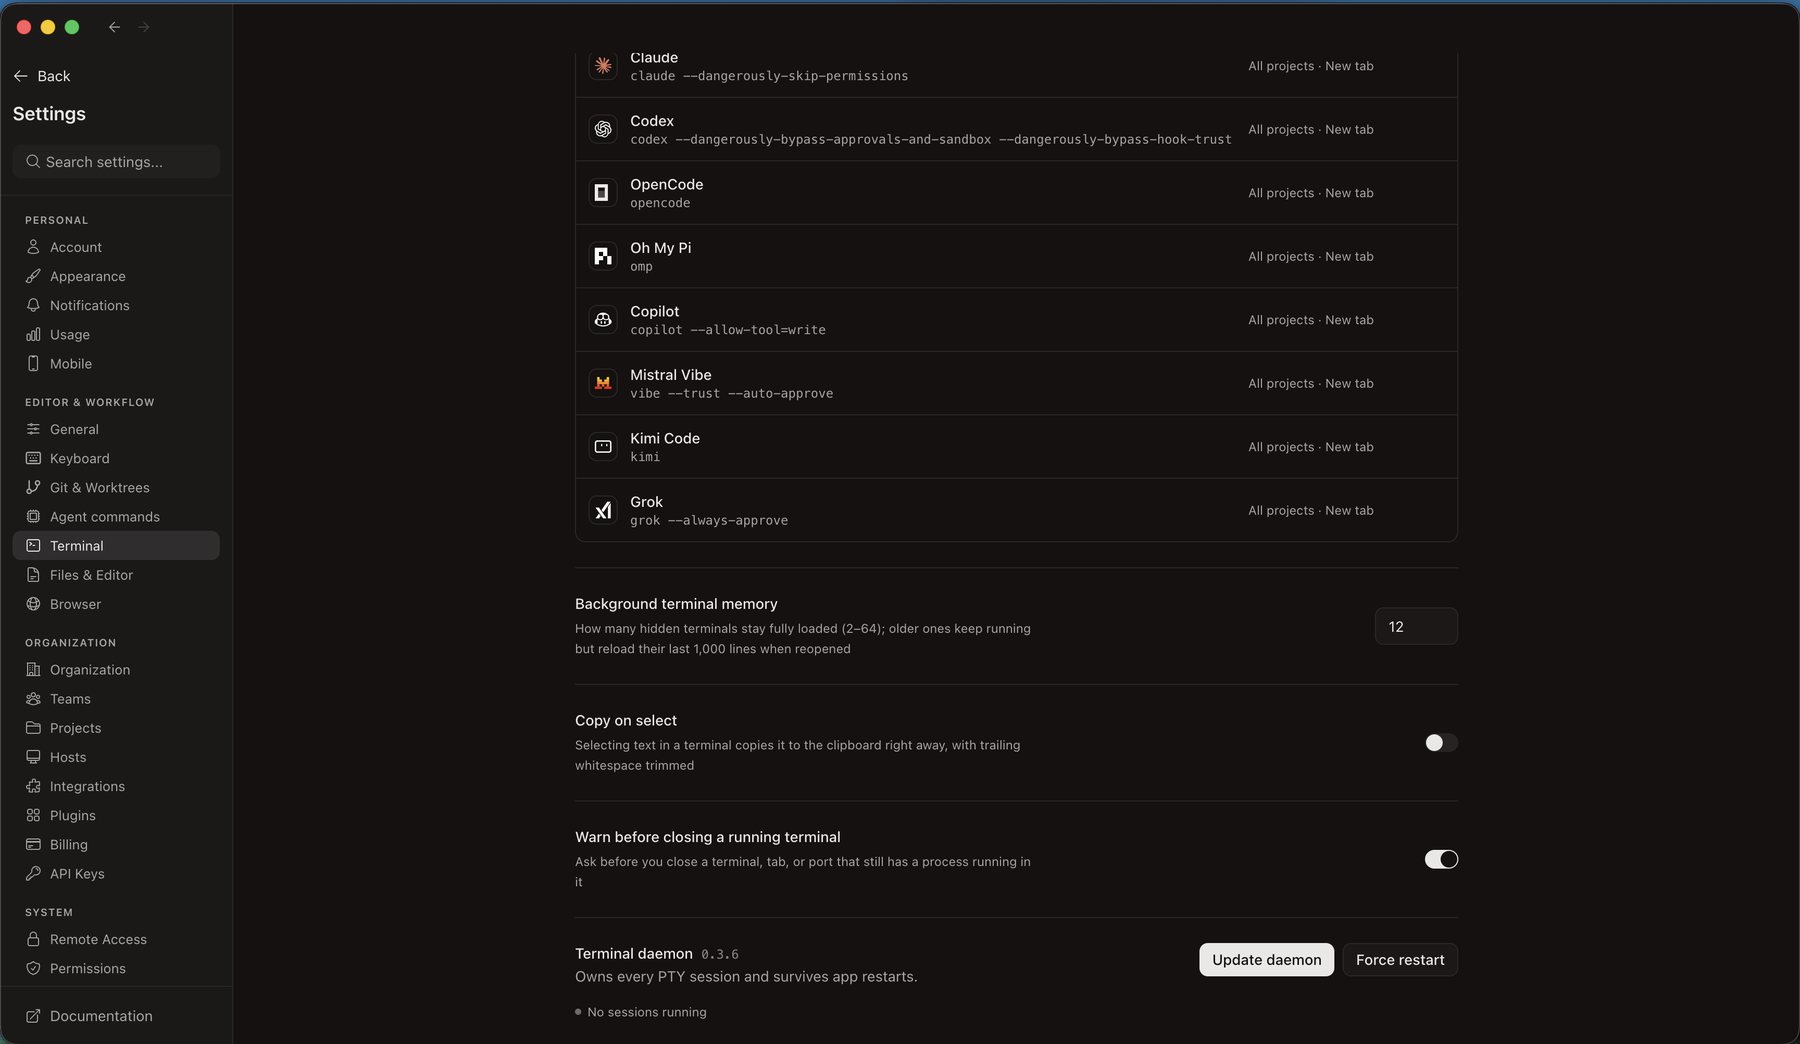 Back
Settings
Search settings...
PERSONAL
Account
Appearance
Notifications
Usage
Mobile
EDITOR & WORKFLOW
General
Keyboard
Git & Worktrees
Agent commands
Terminal
Files & Editor
Browser
ORGANIZATION
Organization
Teams
Projects
Hosts
Integrations
Plugins
Billing
API Keys
SYSTEM
Remote Access
Permissions
Documentation
Claude
claude --dangerously-skip-permissions
All projects · New tab
Codex
codex --dangerously-bypass-approvals-and-sandbox --dangerously-bypass-hook-trust
All projects · New tab
OpenCode
opencode
All projects · New tab
Oh My Pi
omp
All projects · New tab
Copilot
copilot --allow-tool=write
All projects · New tab
Mistral Vibe
vibe --trust --auto-approve
All projects · New tab
Kimi Code
kimi
All projects · New tab
Grok
grok --always-approve
All projects · New tab
Background terminal memory
How many hidden terminals stay fully loaded (2–64); older ones keep running
but reload their last 1,000 lines when reopened
12
Copy on select
Selecting text in a terminal copies it to the clipboard right away, with trailing
whitespace trimmed
Warn before closing a running terminal
Ask before you close a terminal, tab, or port that still has a process running in
it
Terminal daemon 0.3.6
Owns every PTY session and survives app restarts.
Update daemon
Force restart
No sessions running